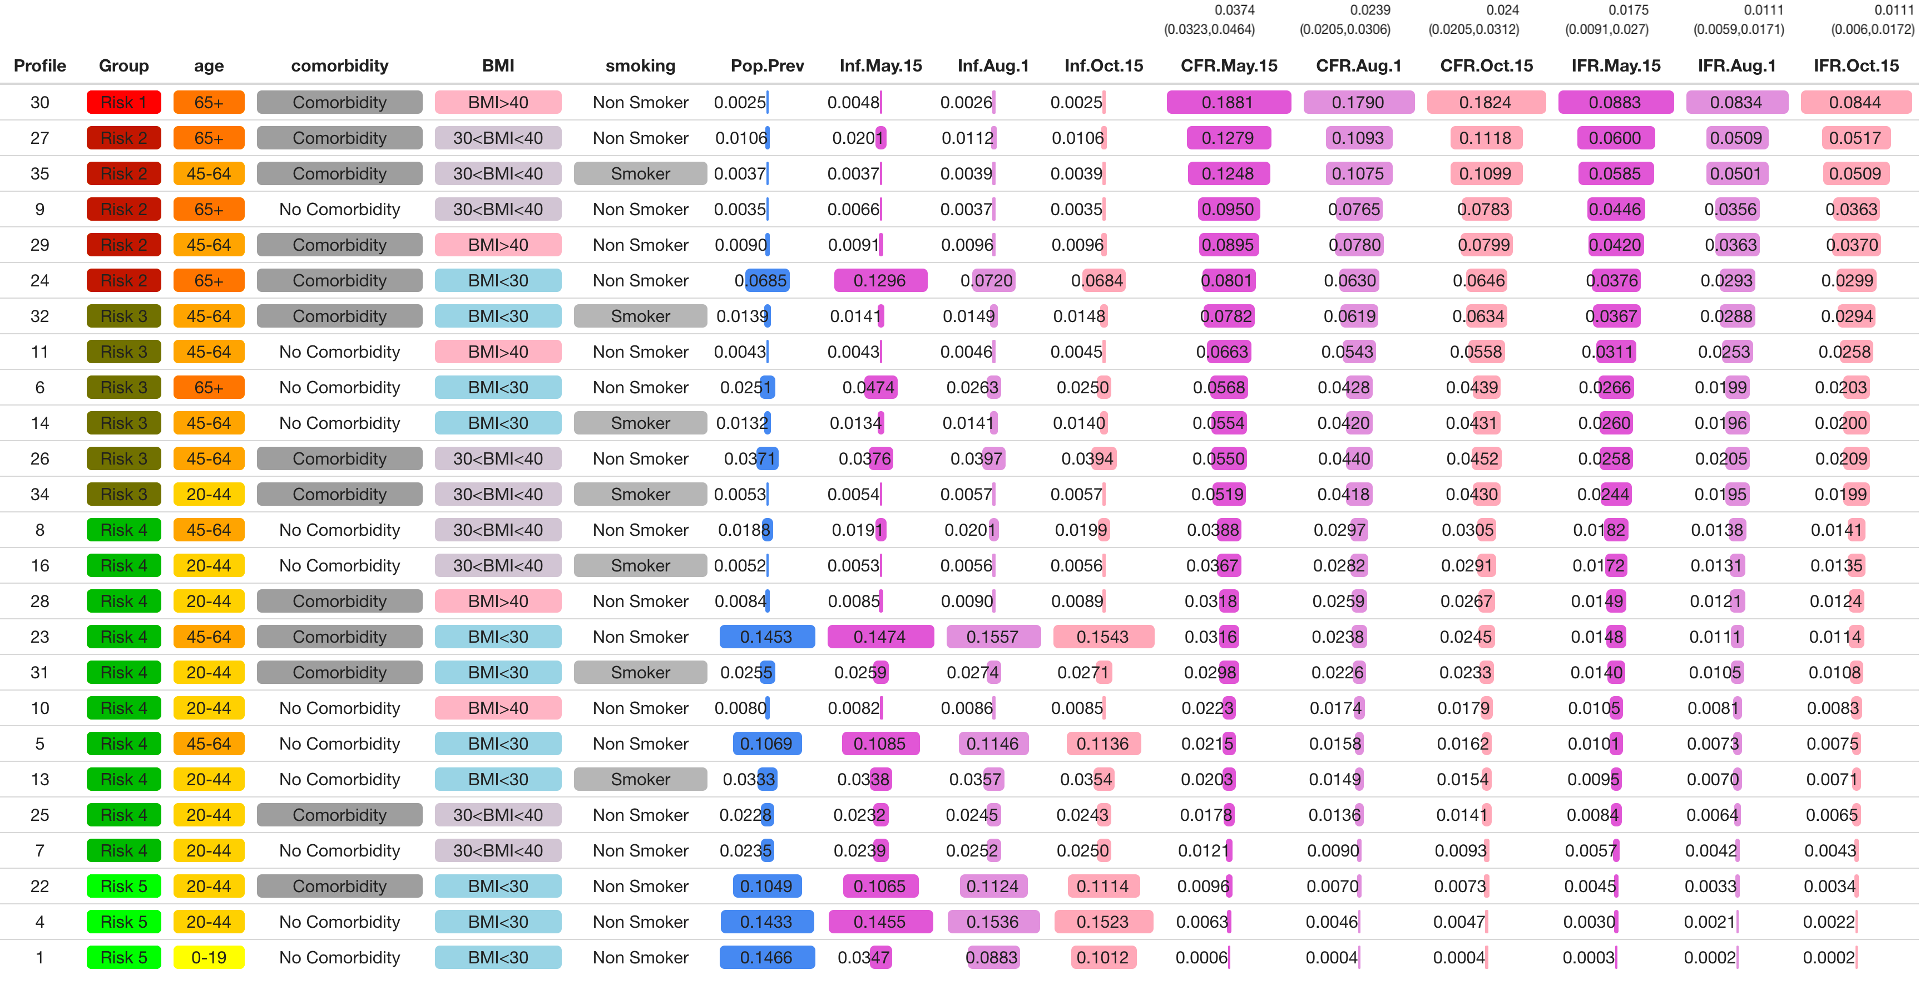 0.0374 0.0239 0.024 0.0175 0.0111 0.0111
(0.0323,0.0464) (0.0205,0.0306) (0.0205,0.0312) (0.0091,0.027) (0.0059,0.0171) (0.006,0.0172)
Profile Group age comorbidity BMI smoking Pop.Prev Inf.May.15 Inf.Aug.1 Inf.Oct.15 CFR.May.15 CFR.Aug.1 CFR.Oct.15 IFR.May.15 IFR.Aug.1 IFR.Oct.15
30 Risk 1 65+ Comorbidity BMI>40 Non Smoker 0.0025 0.0048 0.0026 0.0025 0.1881 0.1790 0.1824 0.0883 0.0834 0.0844
27 Risk 2 65+ Comorbidity 30<BMI<40 Non Smoker 0.0106 0.0201 0.0112 0.0106 0.1279 0.1093 0.1118 0.0600 0.0509 0.0517
35 Risk 2 45-64 Comorbidity 30<BMI<40 Smoker 0.0037 0.0037 0.0039 0.0039 0.1248 0.1075 0.1099 0.0585 0.0501 0.0509
9 Risk 2 65+ No Comorbidity 30<BMI<40 Non Smoker 0.0035 0.0066 0.0037 0.0035 0.0950 0.0765 0.0783 0.0446 0.0356 0.0363
29 Risk 2 45-64 Comorbidity BMI>40 Non Smoker 0.0090 0.0091 0.0096 0.0096 0.0895 0.0780 0.0799 0.0420 0.0363 0.0370
24 Risk 2 65+ Comorbidity BMI<30 Non Smoker 0.0685 0.1296 0.0720 0.0684 0.0801 0.0630 0.0646 0.0376 0.0293 0.0299
32 Risk 3 45-64 Comorbidity BMI<30 Smoker 0.0139 0.0141 0.0149 0.0148 0.0782 0.0619 0.0634 0.0367 0.0288 0.0294
11 Risk 3 45-64 No Comorbidity BMI>40 Non Smoker 0.0043 0.0043 0.0046 0.0045 0.0663 0.0543 0.0558 0.0311 0.0253 0.0258
6 Risk 3 65+ No Comorbidity BMI<30 Non Smoker 0.0251 0.0474 0.0263 0.0250 0.0568 0.0428 0.0439 0.0266 0.0199 0.0203
14 Risk 3 45-64 No Comorbidity BMI<30 Smoker 0.0132 0.0134 0.0141 0.0140 0.0554 0.0420 0.0431 0.0260 0.0196 0.0200
26 Risk 3 45-64 Comorbidity 30<BMI<40 Non Smoker 0.0371 0.0376 0.0397 0.0394 0.0550 0.0440 0.0452 0.0258 0.0205 0.0209
34 Risk 3 20-44 Comorbidity 30<BMI<40 Smoker 0.0053 0.0054 0.0057 0.0057 0.0519 0.0418 0.0430 0.0244 0.0195 0.0199
8 Risk 4 45-64 No Comorbidity 30<BMI<40 Non Smoker 0.0188 0.0191 0.0201 0.0199 0.0388 0.0297 0.0305 0.0182 0.0138 0.0141
16 Risk 4 20-44 No Comorbidity 30<BMI<40 Smoker 0.0052 0.0053 0.0056 0.0056 0.0367 0.0282 0.0291 0.0172 0.0131 0.0135
28 Risk 4 20-44 Comorbidity BMI>40 Non Smoker 0.0084 0.0085 0.0090 0.0089 0.0318 0.0259 0.0267 0.0149 0.0121 0.0124
23 Risk 4 45-64 Comorbidity BMI<30 Non Smoker 0.1453 0.1474 0.1557 0.1543 0.0316 0.0238 0.0245 0.0148 0.0111 0.0114
31 Risk 4 20-44 Comorbidity BMI<30 Smoker 0.0255 0.0259 0.0274 0.0271 0.0298 0.0226 0.0233 0.0140 0.0105 0.0108
10 Risk 4 20-44 No Comorbidity BMI>40 Non Smoker 0.0080 0.0082 0.0086 0.0085 0.0223 0.0174 0.0179 0.0105 0.0081 0.0083
5 Risk 4 45-64 No Comorbidity BMI<30 Non Smoker 0.1069 0.1085 0.1146 0.1136 0.0215 0.0158 0.0162 0.0101 0.0073 0.0075
13 Risk 4 20-44 No Comorbidity BMI<30 Smoker 0.0333 0.0338 0.0357 0.0354 0.0203 0.0149 0.0154 0.0095 0.0070 0.0071
25 Risk 4 20-44 Comorbidity 30<BMI<40 Non Smoker 0.0228 0.0232 0.0245 0.0243 0.0178 0.0136 0.0141 0.0084 0.0064 0.0065
7 Risk 4 20-44 No Comorbidity 30<BMI<40 Non Smoker 0.0235 0.0239 0.0252 0.0250 0.0121 0.0090 0.0093 0.0057 0.0042 0.0043
22 Risk 5 20-44 Comorbidity BMI<30 Non Smoker 0.1049 0.1065 0.1124 0.1114 0.0096 0.0070 0.0073 0.0045 0.0033 0.0034
4 Risk 5 20-44 No Comorbidity BMI<30 Non Smoker 0.1433 0.1455 0.1536 0.1523 0.0063 0.0046 0.0047 0.0030 0.0021 0.0022
1 Risk 5 0-19 No Comorbidity BMI<30 Non Smoker 0.1466 0.0347 0.0883 0.1012 0.0006 0.0004 0.0004 0.0003 0.0002 0.0002